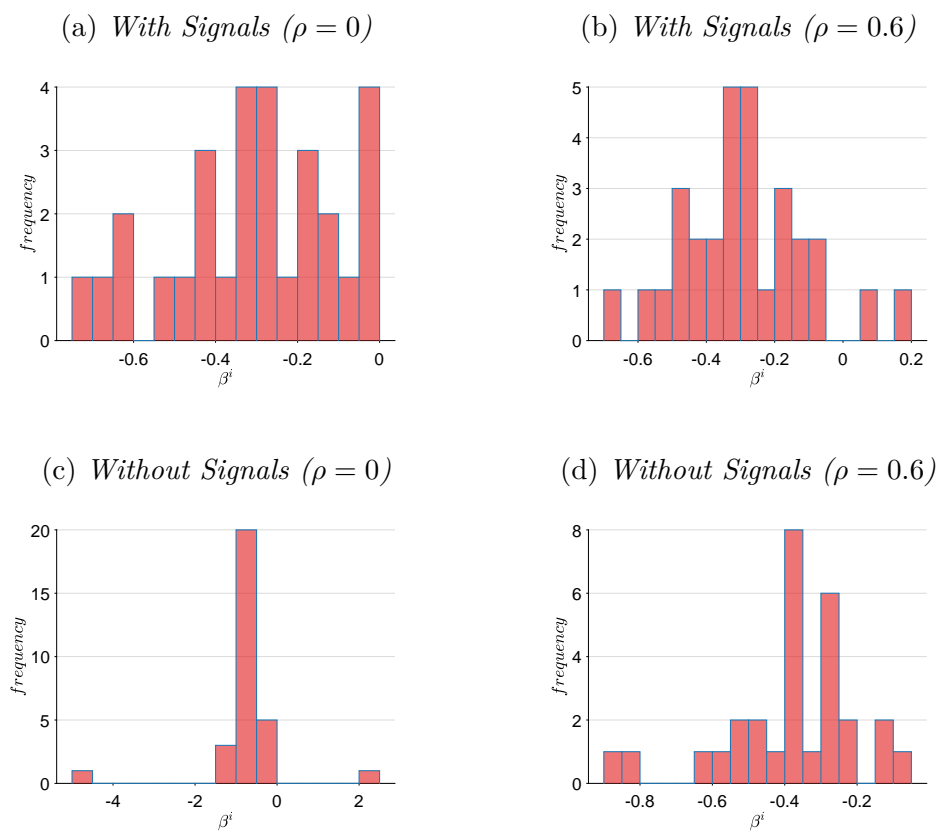 (a) With Signals (ρ = 0)
frequency
4
3
2
1
0
-0.6 -0.4 -0.2 0
βⁱ
(b) With Signals (ρ = 0.6)
frequency
5
4
3
2
1
0
-0.6 -0.4 -0.2 0 0.2
βⁱ
(c) Without Signals (ρ = 0)
frequency
20
15
10
5
0
-4 -2 0 2
βⁱ
(d) Without Signals (ρ = 0.6)
frequency
8
6
4
2
0
-0.8 -0.6 -0.4 -0.2
βⁱ